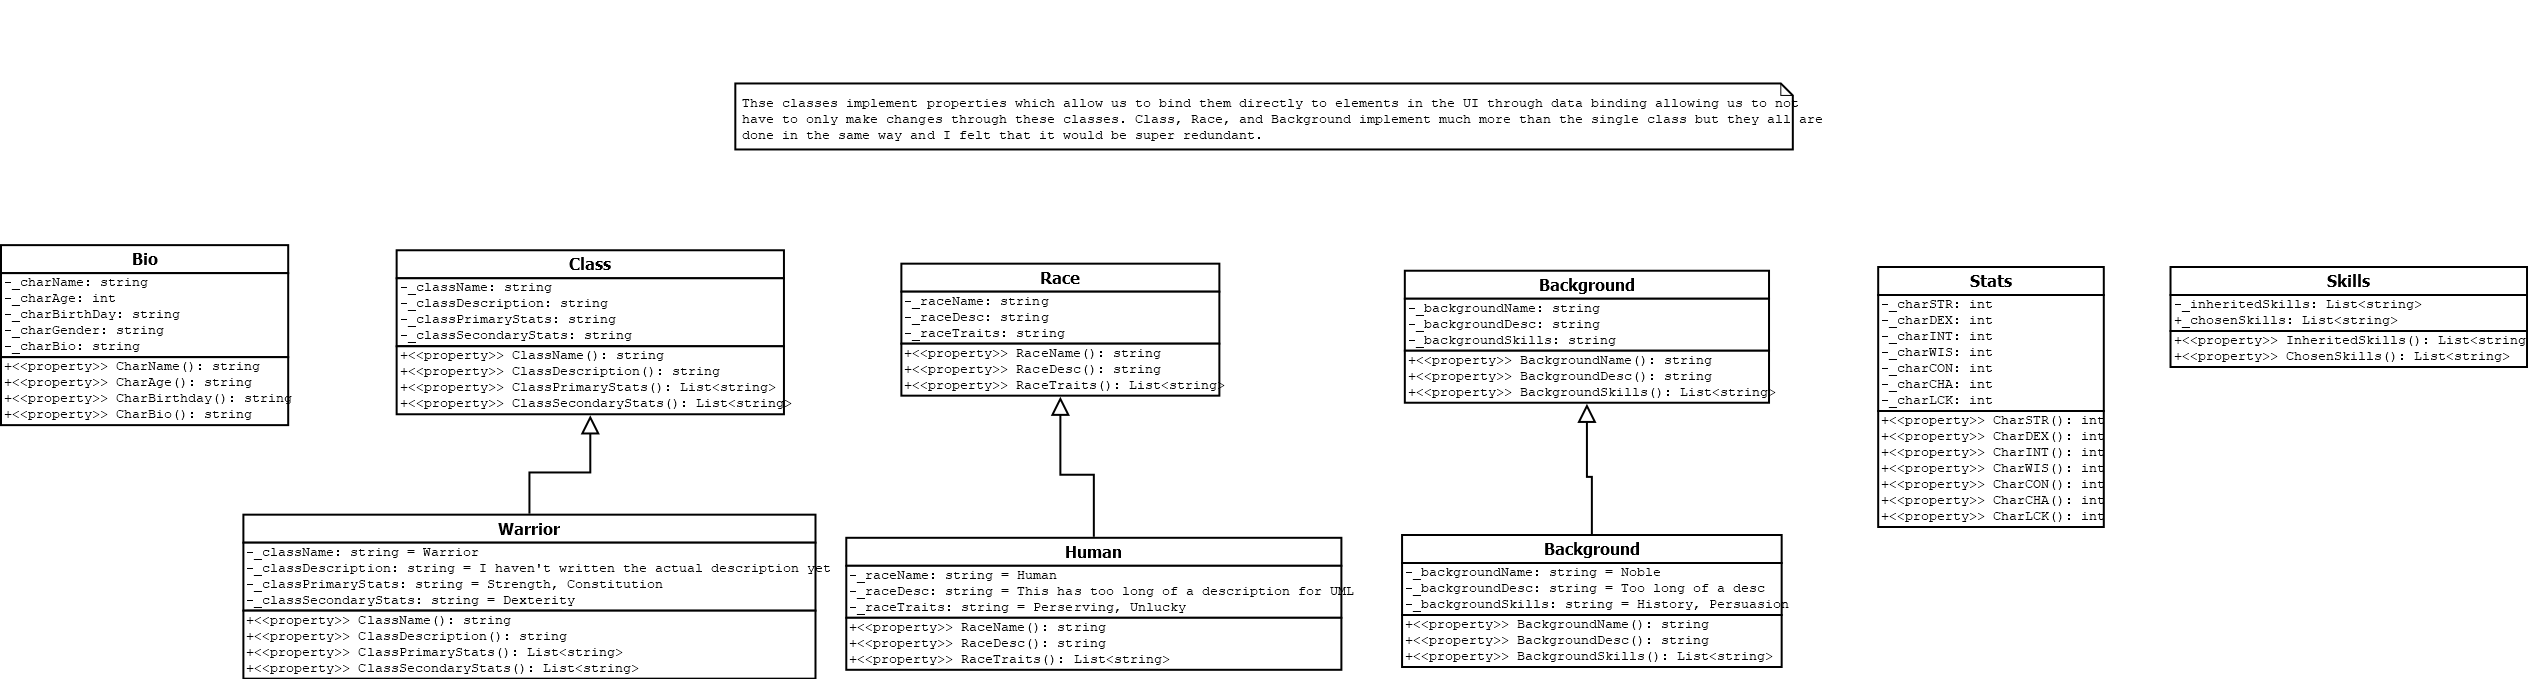 Thse classes implement properties which allow us to bind them directly to elements in the UI through data binding allowing us to not
have to only make changes through these classes. Class, Race, and Background implement much more than the single class but they all are
done in the same way and I felt that it would be super redundant.
Bio
-_charName: string
-_charAge: int
-_charBirthDay: string
-_charGender: string
-_charBio: string
+<<property>> CharName(): string
+<<property>> CharAge(): string
+<<property>> CharBirthday(): string
+<<property>> CharBio(): string
Class
-_className: string
-_classDescription: string
-_classPrimaryStats: string
-_classSecondaryStats: string
+<<property>> ClassName(): string
+<<property>> ClassDescription(): string
+<<property>> ClassPrimaryStats(): List<string>
+<<property>> ClassSecondaryStats(): List<string>
Race
-_raceName: string
-_raceDesc: string
-_raceTraits: string
+<<property>> RaceName(): string
+<<property>> RaceDesc(): string
+<<property>> RaceTraits(): List<string>
Background
-_backgroundName: string
-_backgroundDesc: string
-_backgroundSkills: string
+<<property>> BackgroundName(): string
+<<property>> BackgroundDesc(): string
+<<property>> BackgroundSkills(): List<string>
Stats
-_charSTR: int
-_charDEX: int
-_charINT: int
-_charWIS: int
-_charCON: int
-_charCHA: int
-_charLCK: int
+<<property>> CharSTR(): int
+<<property>> CharDEX(): int
+<<property>> CharINT(): int
+<<property>> CharWIS(): int
+<<property>> CharCON(): int
+<<property>> CharCHA(): int
+<<property>> CharLCK(): int
Skills
-_inheritedSkills: List<string>
+_chosenSkills: List<string>
+<<property>> InheritedSkills(): List<string
+<<property>> ChosenSkills(): List<string>
Warrior
-_className: string = Warrior
-_classDescription: string = I haven't written the actual description yet
-_classPrimaryStats: string = Strength, Constitution
-_classSecondaryStats: string = Dexterity
+<<property>> ClassName(): string
+<<property>> ClassDescription(): string
+<<property>> ClassPrimaryStats(): List<string>
+<<property>> ClassSecondaryStats(): List<string>
Human
-_raceName: string = Human
-_raceDesc: string = This has too long of a description for UML
-_raceTraits: string = Perserving, Unlucky
+<<property>> RaceName(): string
+<<property>> RaceDesc(): string
+<<property>> RaceTraits(): List<string>
Background
-_backgroundName: string = Noble
-_backgroundDesc: string = Too long of a desc
-_backgroundSkills: string = History, Persuasion
+<<property>> BackgroundName(): string
+<<property>> BackgroundDesc(): string
+<<property>> BackgroundSkills(): List<string>